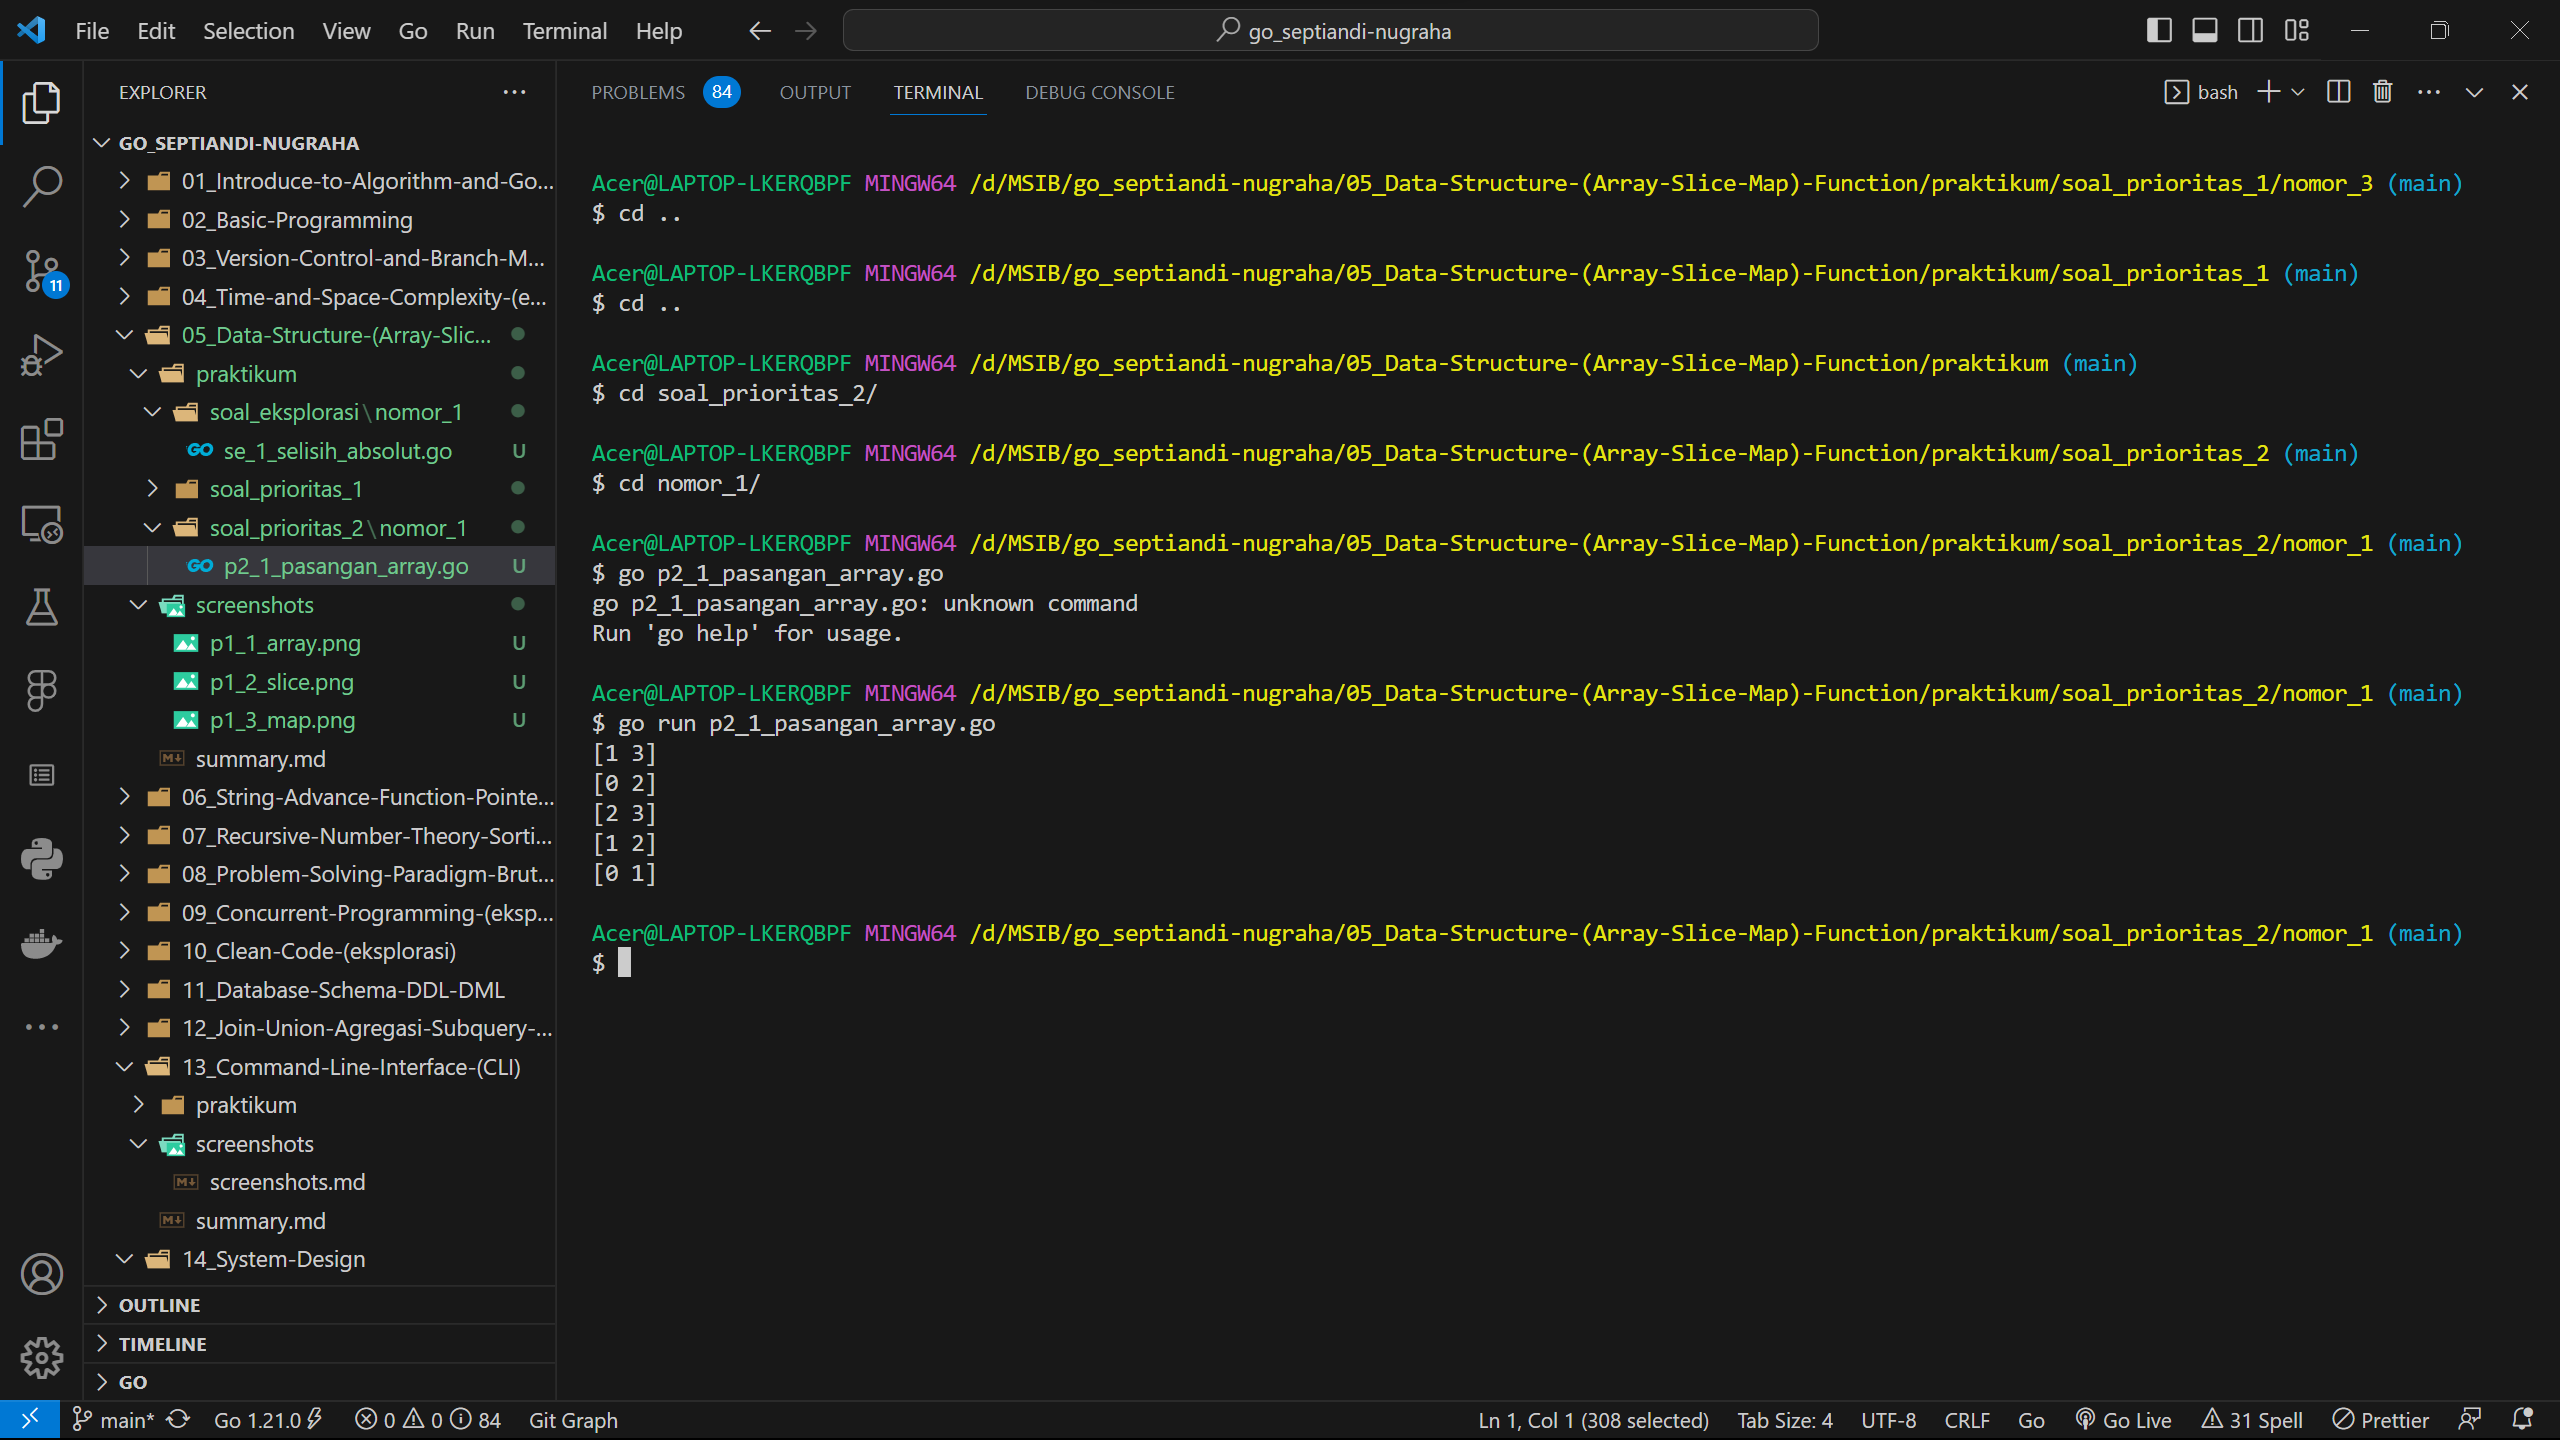 File Edit Selection View Go Run Terminal Help
go_septiandi-nugraha
EXPLORER
GO_SEPTIANDI-NUGRAHA
01_Introduce-to-Algorithm-and-Go...
02_Basic-Programming
03_Version-Control-and-Branch-M...
04_Time-and-Space-Complexity-(e...
05_Data-Structure-(Array-Slic...
praktikum
soal_eksplorasi\nomor_1
se_1_selisih_absolut.go U
soal_prioritas_1
soal_prioritas_2\nomor_1
p2_1_pasangan_array.go U
screenshots
p1_1_array.png U
p1_2_slice.png U
p1_3_map.png U
summary.md
06_String-Advance-Function-Pointe...
07_Recursive-Number-Theory-Sorti...
08_Problem-Solving-Paradigm-Brut...
09_Concurrent-Programming-(eksp...
10_Clean-Code-(eksplorasi)
11_Database-Schema-DDL-DML
12_Join-Union-Agregasi-Subquery-...
13_Command-Line-Interface-(CLI)
praktikum
screenshots
screenshots.md
summary.md
14_System-Design
OUTLINE
TIMELINE
GO
11
PROBLEMS 84 OUTPUT TERMINAL DEBUG CONSOLE
bash
Acer@LAPTOP-LKERQBPF MINGW64 /d/MSIB/go_septiandi-nugraha/05_Data-Structure-(Array-Slice-Map)-Function/praktikum/soal_prioritas_1/nomor_3 (main)
$ cd ..
Acer@LAPTOP-LKERQBPF MINGW64 /d/MSIB/go_septiandi-nugraha/05_Data-Structure-(Array-Slice-Map)-Function/praktikum/soal_prioritas_1 (main)
$ cd ..
Acer@LAPTOP-LKERQBPF MINGW64 /d/MSIB/go_septiandi-nugraha/05_Data-Structure-(Array-Slice-Map)-Function/praktikum (main)
$ cd soal_prioritas_2/
Acer@LAPTOP-LKERQBPF MINGW64 /d/MSIB/go_septiandi-nugraha/05_Data-Structure-(Array-Slice-Map)-Function/praktikum/soal_prioritas_2 (main)
$ cd nomor_1/
Acer@LAPTOP-LKERQBPF MINGW64 /d/MSIB/go_septiandi-nugraha/05_Data-Structure-(Array-Slice-Map)-Function/praktikum/soal_prioritas_2/nomor_1 (main)
$ go p2_1_pasangan_array.go
go p2_1_pasangan_array.go: unknown command
Run 'go help' for usage.
Acer@LAPTOP-LKERQBPF MINGW64 /d/MSIB/go_septiandi-nugraha/05_Data-Structure-(Array-Slice-Map)-Function/praktikum/soal_prioritas_2/nomor_1 (main)
$ go run p2_1_pasangan_array.go
[1 3]
[0 2]
[2 3]
[1 2]
[0 1]
Acer@LAPTOP-LKERQBPF MINGW64 /d/MSIB/go_septiandi-nugraha/05_Data-Structure-(Array-Slice-Map)-Function/praktikum/soal_prioritas_2/nomor_1 (main)
$
main* Go 1.21.0 0 0 84 Git Graph Ln 1, Col 1 (308 selected) Tab Size: 4 UTF-8 CRLF Go Go Live 31 Spell Prettier